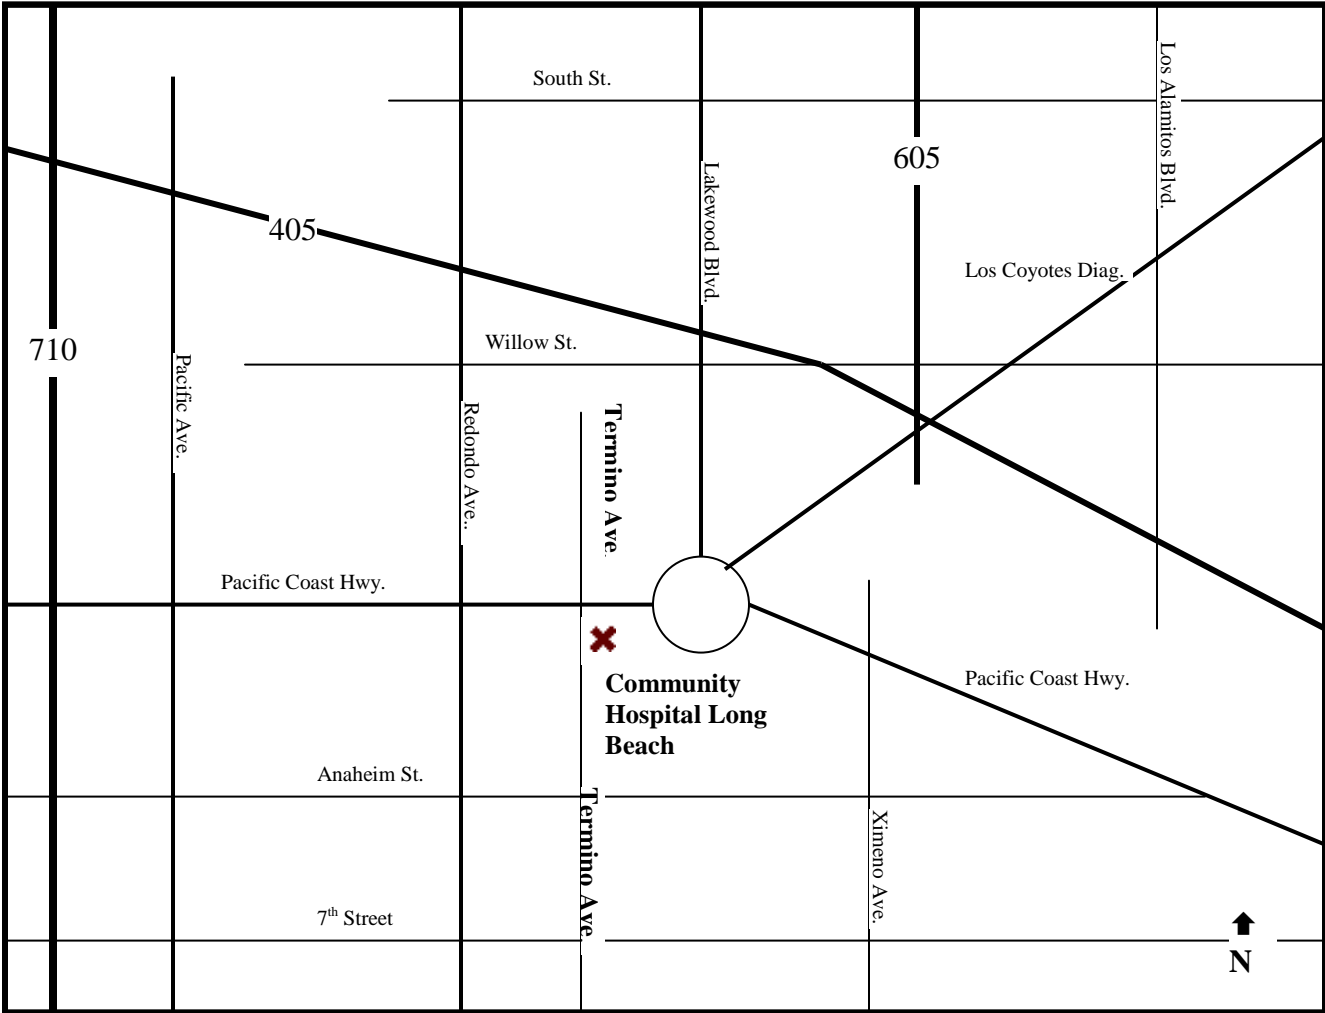 South St.
Los Alamitos Blvd.
605
Lakewood Blvd.
405
Los Coyotes Diag.
Willow St.
710
Pacific Ave.
Redondo Ave..
Termino Ave.
Pacific Coast Hwy.
Community
Hospital Long
Beach
Pacific Coast Hwy.
Anaheim St.
Termino Ave.
Ximeno Ave.
7th Street
N